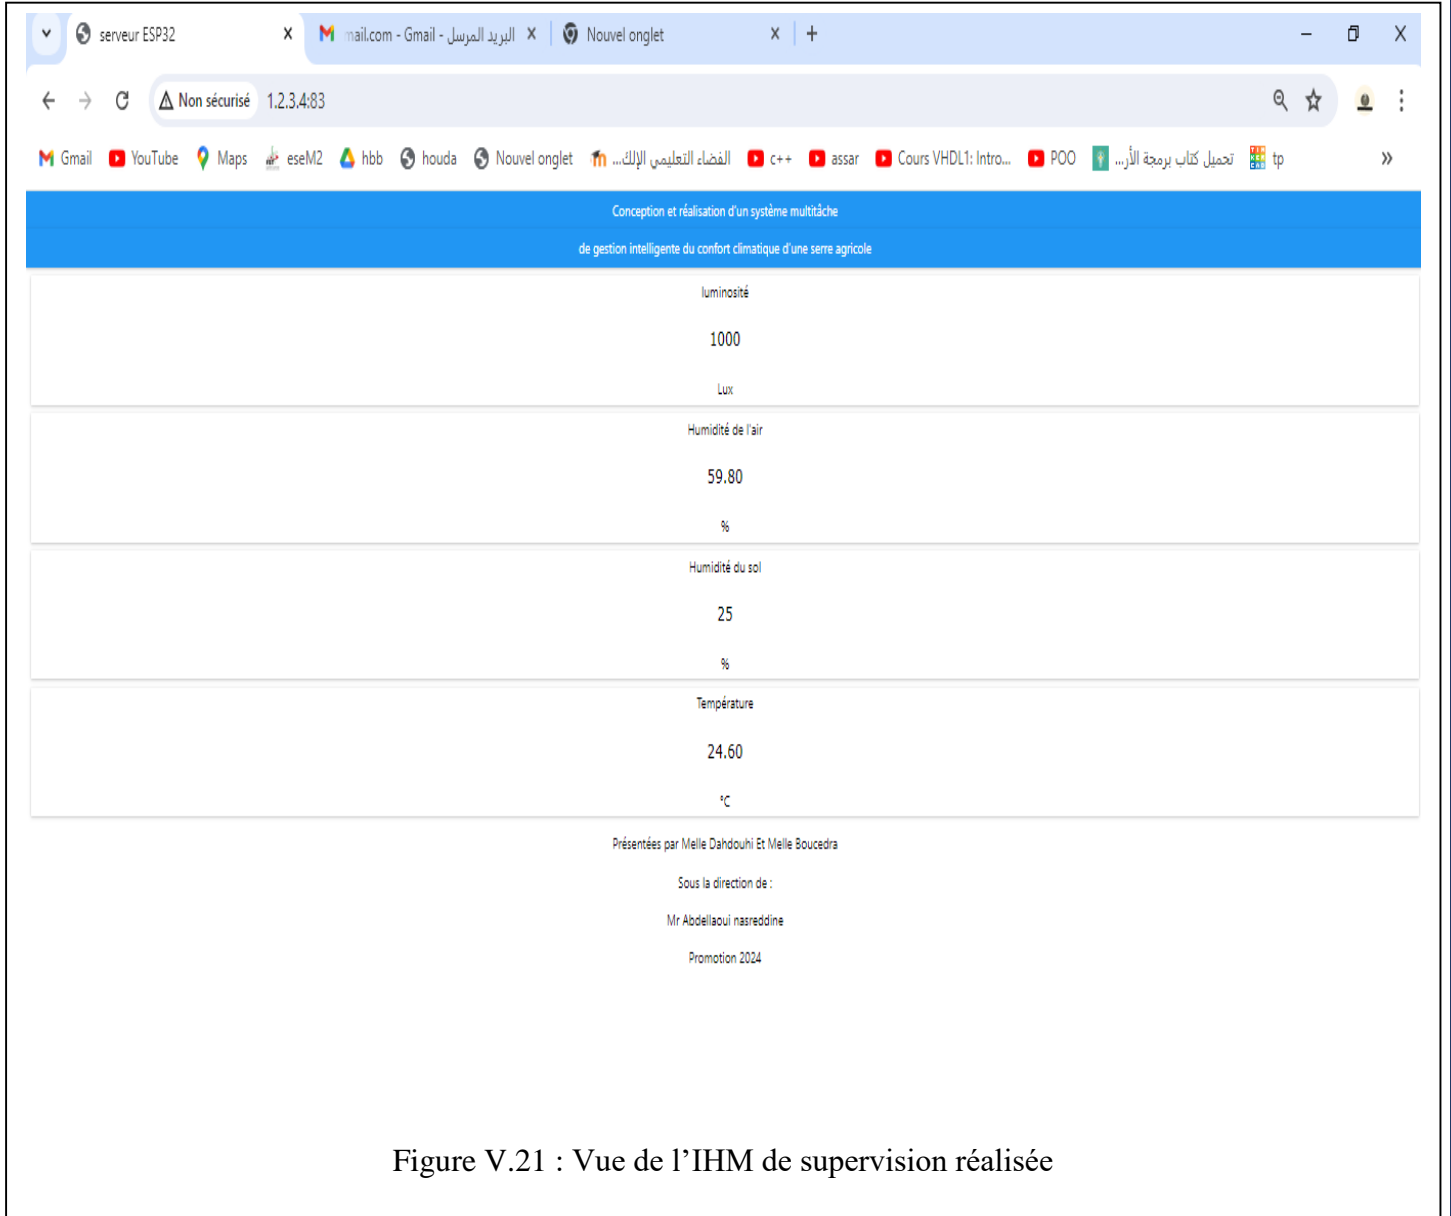 serveur ESP32
mail.com - Gmail - البريد المرسل
Nouvel onglet
Non sécurisé 1.2.3.4:83
Gmail YouTube Maps eseM2 hbb houda Nouvel onglet الفضاء التعليمي الإلك... c++ assar Cours VHDL1: Intro... POO تحميل كتاب برمجة الأر... tp
Conception et réalisation d'un système multitâche
de gestion intelligente du confort climatique d'une serre agricole
luminosité
1000
Lux
Humidité de l'air
59.80
%
Humidité du sol
25
%
Température
24.60
°C
Présentées par Melle Dahdouhi Et Melle Boucedra
Sous la direction de :
Mr Abdellaoui nasreddine
Promotion 2024
Figure V.21 : Vue de l'IHM de supervision réalisée